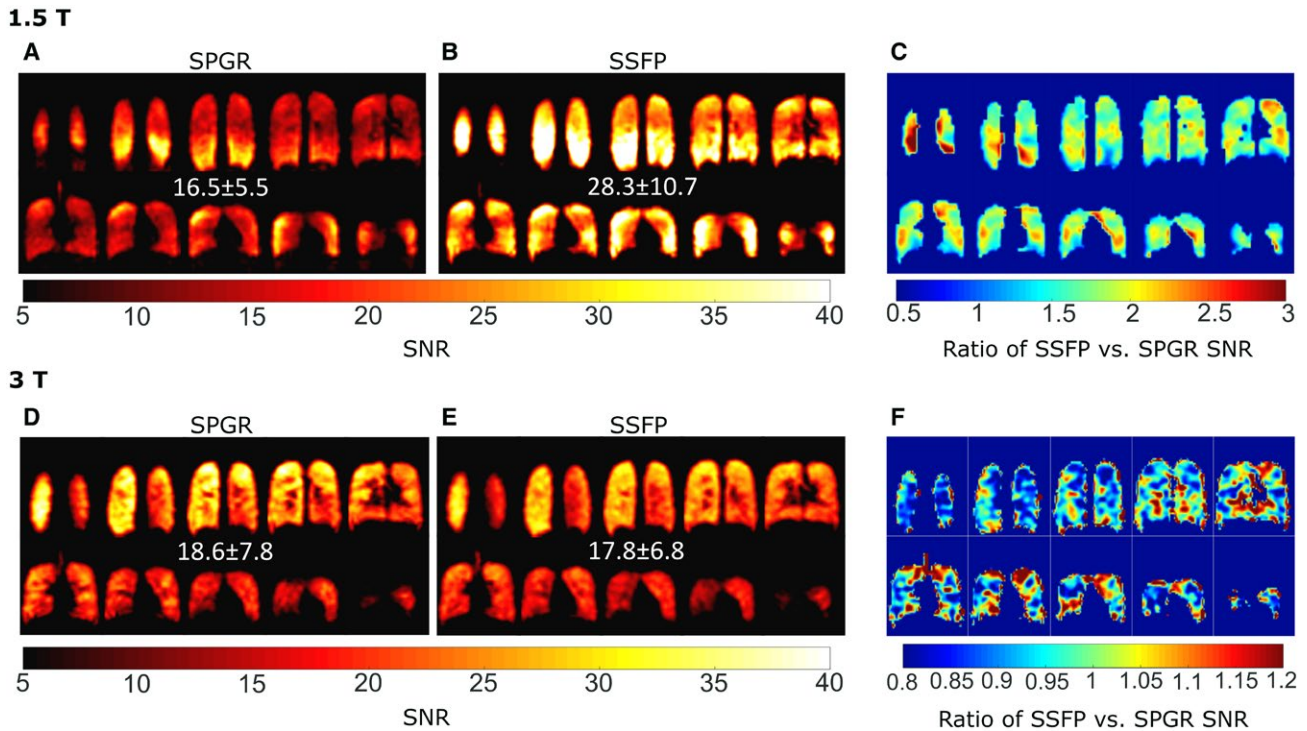 1.5 T
A
SPGR
B
SSFP
C
16.5±5.5
28.3±10.7
5 10 15 20 25 30 35 40
SNR
0.5 1 1.5 2 2.5 3
Ratio of SSFP vs. SPGR SNR
3 T
D
SPGR
E
SSFP
F
18.6±7.8
17.8±6.8
5 10 15 20 25 30 35 40
SNR
0.8 0.85 0.9 0.95 1 1.05 1.1 1.15 1.2
Ratio of SSFP vs. SPGR SNR